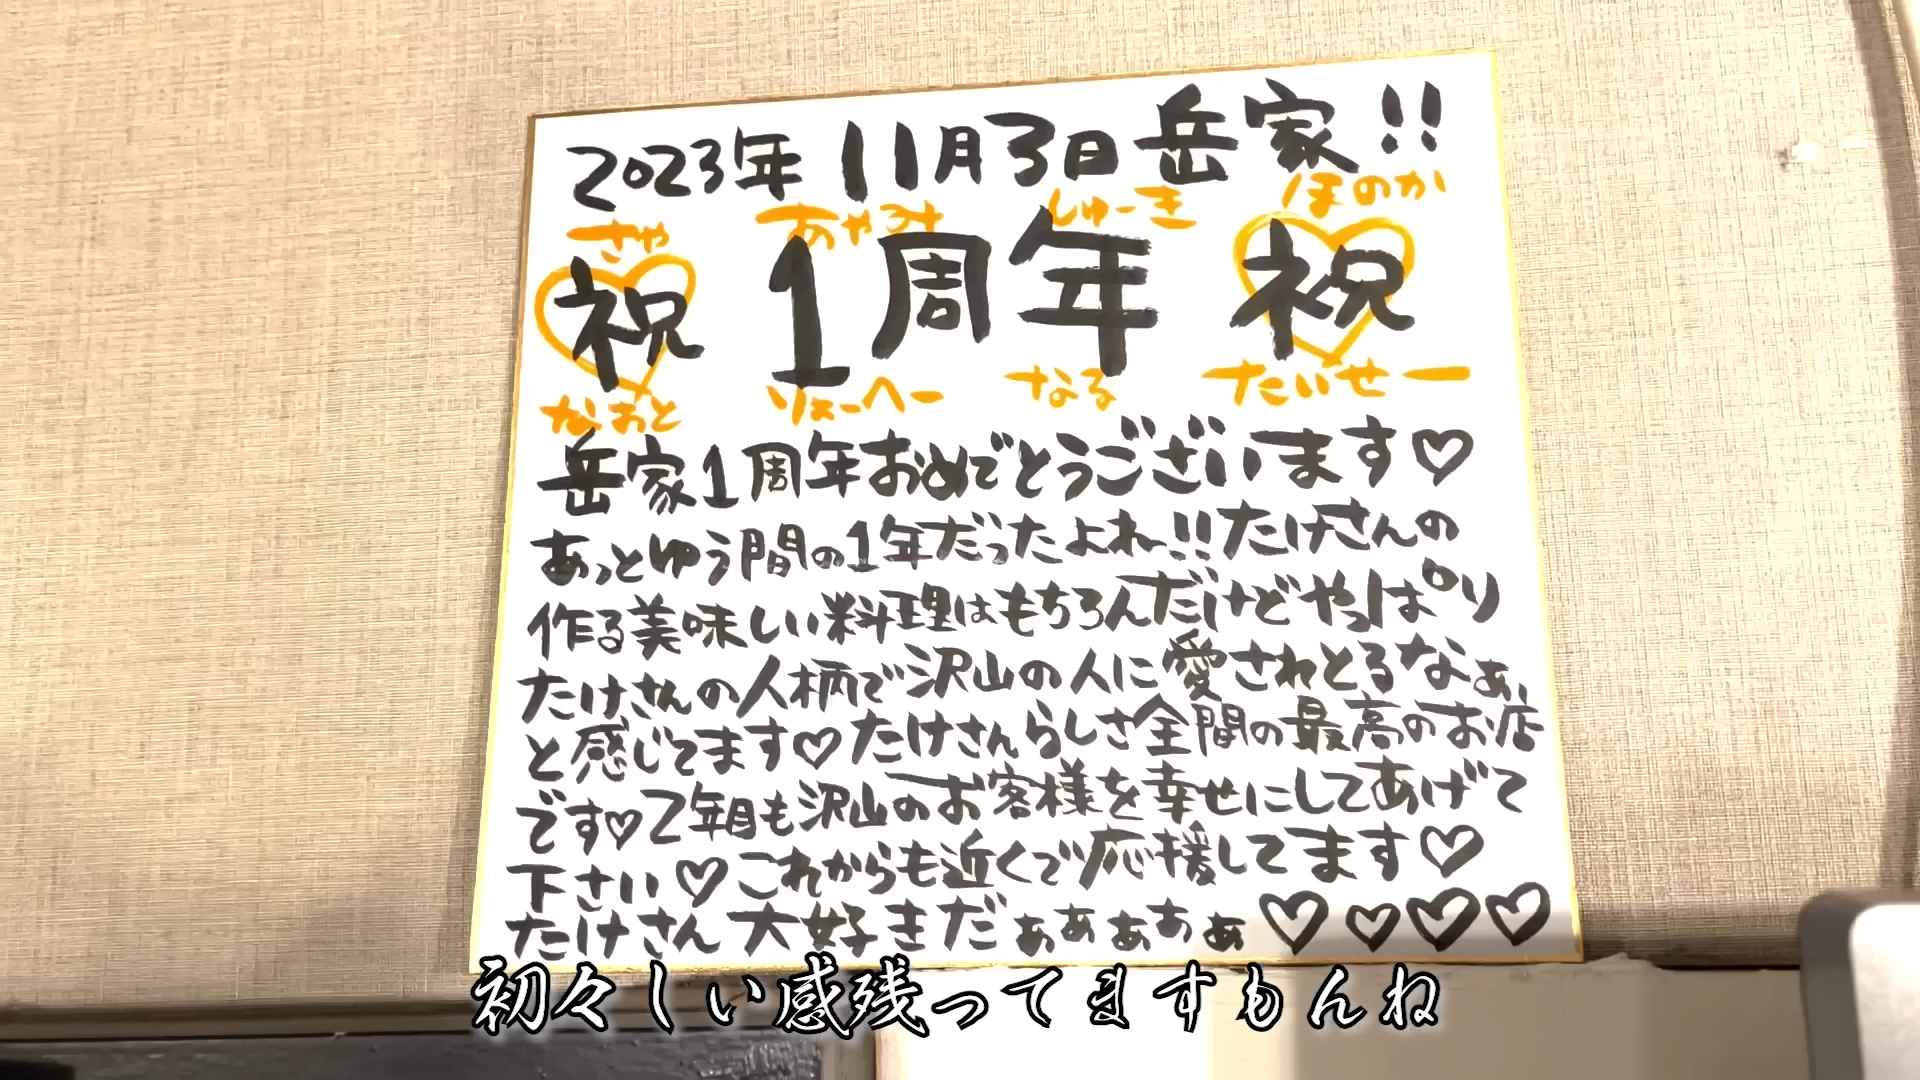 2023年 11月3日 岳家!!
さや あやみ しゅーき ほのか
祝 1周年 祝
なおと りょーへー なる たいせー
岳家1周年おめでとうございます♡
あっとゆう間の1年だったよれ!!たけさんの
作る美味しい料理はもちろんだけどやっぱり
たけさんの人柄で沢山の人に愛されとるなぁ、
と感じてます♡たけさんらしさ全間の最高のお店
です♡2年目も沢山のお客様を幸せにしてあげて
下さい♡これからも近くで応援してます♡
たけさん大好きだぁぁぁぁぁ♡♡♡♡
初々しい感残ってますもんね